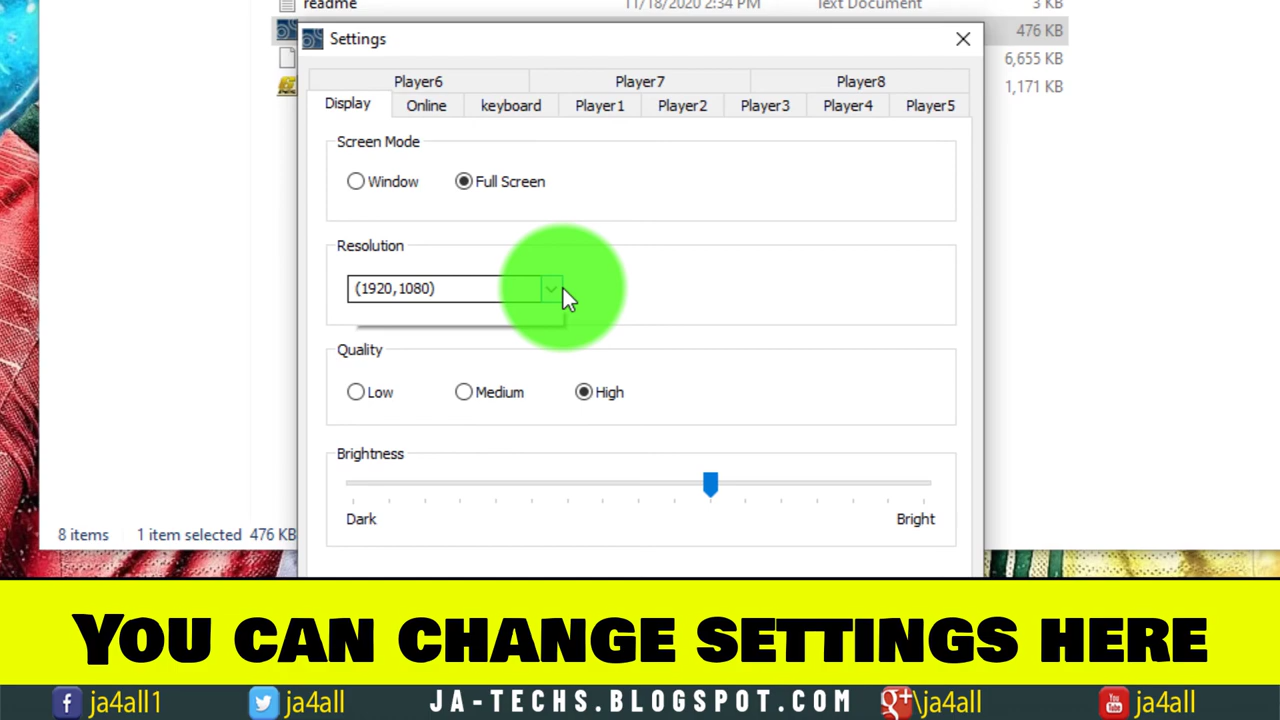 readme 11/18/2020 2:34 PM Text Document 3 KB
476 KB
6,655 KB
1,171 KB
Settings
Player6 Player7 Player8
Display Online keyboard Player1 Player2 Player3 Player4 Player5
Screen Mode
Window Full Screen
Resolution
(1920,1080)
Quality
Low Medium High
Brightness
Dark Bright
8 items 1 item selected 476 KB
YOU CAN CHANGE SETTINGS HERE
f ja4all1 ja4all JA-TECHS.BLOGSPOT.COM g+\ja4all You Tube ja4all